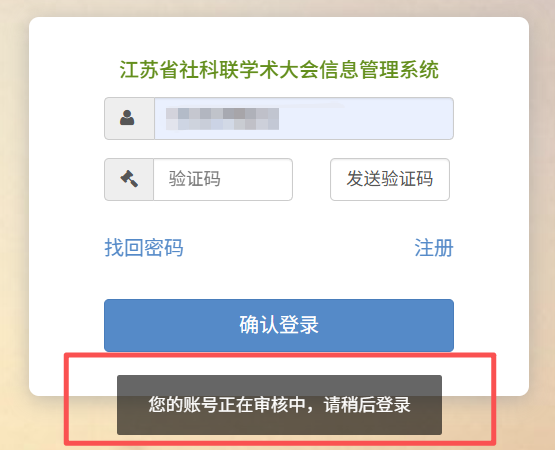 江苏省社科联学术大会信息管理系统
验证码 发送验证码
找回密码 注册
确认登录
您的账号正在审核中，请稍后登录